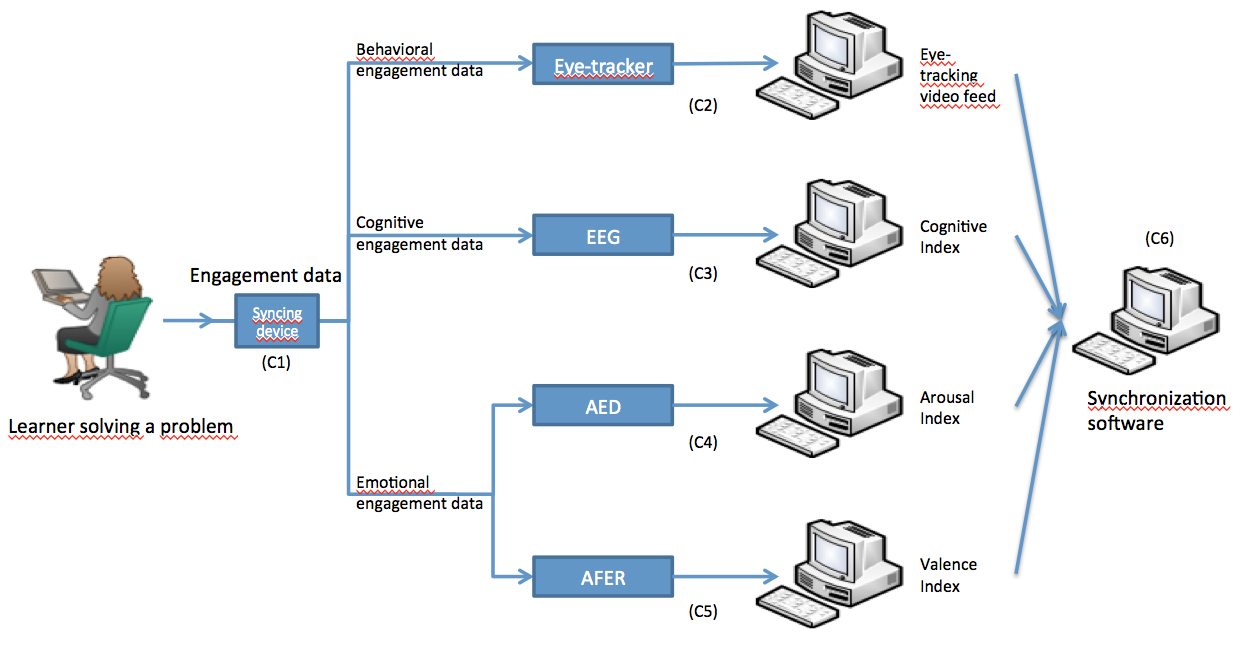 Behavioral
engagement data
Eye-tracker
(C2)
Eye-
tracking
video feed
Cognitive
engagement data
EEG
(C3)
Cognitive
Index
(C6)
Engagement data
Syncing
device
(C1)
Learner solving a problem
AED
(C4)
Arousal
Index
Synchronization
software
Emotional
engagement data
AFER
(C5)
Valence
Index